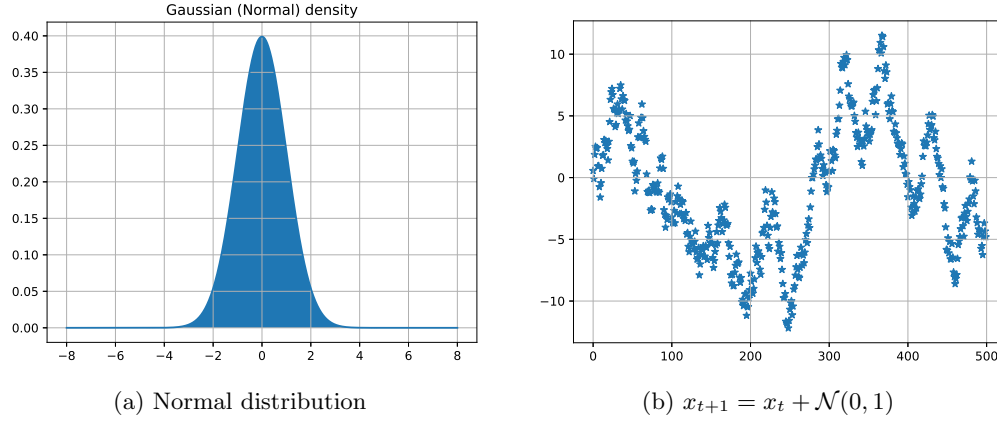 Gaussian (Normal) density
0.40
0.35
0.30
0.25
0.20
0.15
0.10
0.05
0.00
−8 −6 −4 −2 0 2 4 6 8
(a) Normal distribution
10
5
0
−5
−10
0 100 200 300 400 500
(b) $x_{t+1} = x_t + \mathcal{N}(0, 1)$